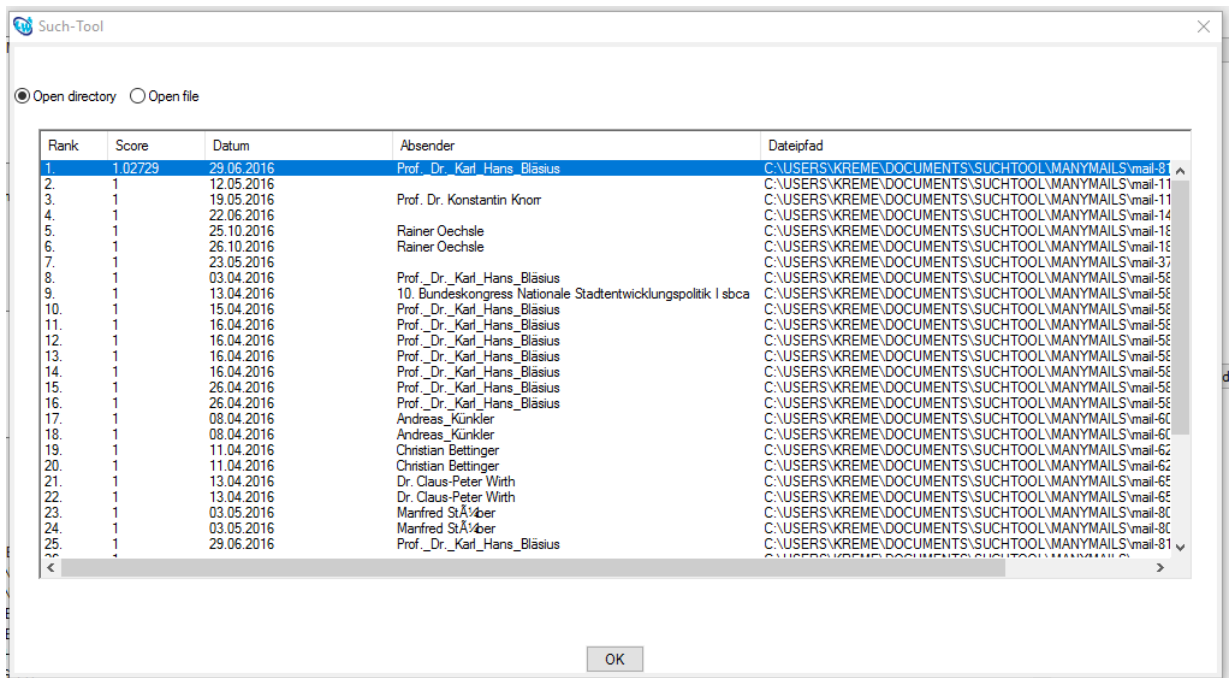 Such-Tool
Open directory Open file
Rank Score Datum Absender Dateipfad
1. 1.02729 29.06.2016 Prof._Dr._Karl_Hans_Bläsius C:\USERS\KREME\DOCUMENTS\SUCHTOOL\MANYMAILS\mail-81
2. 1 12.05.2016 C:\USERS\KREME\DOCUMENTS\SUCHTOOL\MANYMAILS\mail-11
3. 1 19.05.2016 Prof. Dr. Konstantin Knorr C:\USERS\KREME\DOCUMENTS\SUCHTOOL\MANYMAILS\mail-11
4. 1 22.06.2016 C:\USERS\KREME\DOCUMENTS\SUCHTOOL\MANYMAILS\mail-14
5. 1 25.10.2016 Rainer Oechsle C:\USERS\KREME\DOCUMENTS\SUCHTOOL\MANYMAILS\mail-18
6. 1 26.10.2016 Rainer Oechsle C:\USERS\KREME\DOCUMENTS\SUCHTOOL\MANYMAILS\mail-18
7. 1 23.05.2016 C:\USERS\KREME\DOCUMENTS\SUCHTOOL\MANYMAILS\mail-37
8. 1 03.04.2016 Prof._Dr._Karl_Hans_Bläsius C:\USERS\KREME\DOCUMENTS\SUCHTOOL\MANYMAILS\mail-58
9. 1 13.04.2016 10. Bundeskongress Nationale Stadtentwicklungspolitik | sbca C:\USERS\KREME\DOCUMENTS\SUCHTOOL\MANYMAILS\mail-58
10. 1 15.04.2016 Prof._Dr._Karl_Hans_Bläsius C:\USERS\KREME\DOCUMENTS\SUCHTOOL\MANYMAILS\mail-58
11. 1 16.04.2016 Prof._Dr._Karl_Hans_Bläsius C:\USERS\KREME\DOCUMENTS\SUCHTOOL\MANYMAILS\mail-58
12. 1 16.04.2016 Prof._Dr._Karl_Hans_Bläsius C:\USERS\KREME\DOCUMENTS\SUCHTOOL\MANYMAILS\mail-58
13. 1 16.04.2016 Prof._Dr._Karl_Hans_Bläsius C:\USERS\KREME\DOCUMENTS\SUCHTOOL\MANYMAILS\mail-58
14. 1 16.04.2016 Prof._Dr._Karl_Hans_Bläsius C:\USERS\KREME\DOCUMENTS\SUCHTOOL\MANYMAILS\mail-58
15. 1 26.04.2016 Prof._Dr._Karl_Hans_Bläsius C:\USERS\KREME\DOCUMENTS\SUCHTOOL\MANYMAILS\mail-58
16. 1 26.04.2016 Prof._Dr._Karl_Hans_Bläsius C:\USERS\KREME\DOCUMENTS\SUCHTOOL\MANYMAILS\mail-58
17. 1 08.04.2016 Andreas_Künkler C:\USERS\KREME\DOCUMENTS\SUCHTOOL\MANYMAILS\mail-60
18. 1 08.04.2016 Andreas_Künkler C:\USERS\KREME\DOCUMENTS\SUCHTOOL\MANYMAILS\mail-60
19. 1 11.04.2016 Christian Bettinger C:\USERS\KREME\DOCUMENTS\SUCHTOOL\MANYMAILS\mail-62
20. 1 11.04.2016 Christian Bettinger C:\USERS\KREME\DOCUMENTS\SUCHTOOL\MANYMAILS\mail-62
21. 1 13.04.2016 Dr. Claus-Peter Wirth C:\USERS\KREME\DOCUMENTS\SUCHTOOL\MANYMAILS\mail-65
22. 1 13.04.2016 Dr. Claus-Peter Wirth C:\USERS\KREME\DOCUMENTS\SUCHTOOL\MANYMAILS\mail-65
23. 1 03.05.2016 Manfred StÃ¼ber C:\USERS\KREME\DOCUMENTS\SUCHTOOL\MANYMAILS\mail-80
24. 1 03.05.2016 Manfred StÃ¼ber C:\USERS\KREME\DOCUMENTS\SUCHTOOL\MANYMAILS\mail-80
25. 1 29.06.2016 Prof._Dr._Karl_Hans_Bläsius C:\USERS\KREME\DOCUMENTS\SUCHTOOL\MANYMAILS\mail-81
OK